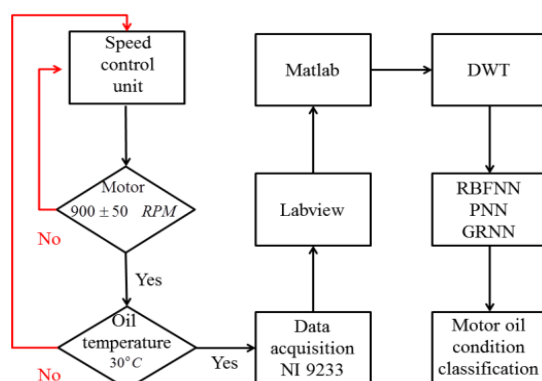 Speed
control
unit
Motor
900 ± 50 RPM
No
Yes
Oil
temperature
30°C
No
Yes
Data
acquisition
NI 9233
Labview
Matlab
DWT
RBFNN
PNN
GRNN
Motor oil
condition
classification